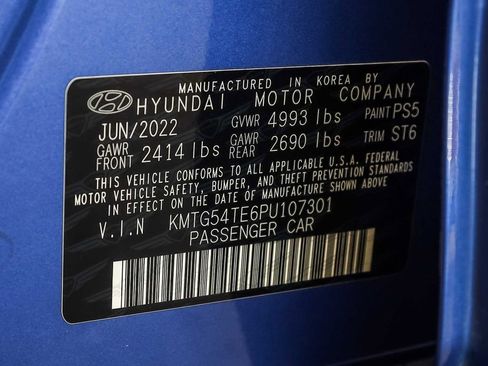 MANUFACTURED IN KOREA BY
HYUNDAI MOTOR COMPANY
JUN/2022 GVWR 4993 lbs PAINT PS5
GAWR FRONT 2414 lbs GAWR REAR 2690 lbs TRIM ST6
THIS VEHICLE CONFORMS TO ALL APPLICABLE U.S.A. FEDERAL
MOTOR VEHICLE SAFETY, BUMPER, AND THEFT PREVENTION STANDARDS
IN EFFECT ON THE DATE OF MANUFACTURE SHOWN ABOVE.
V.I.N KMTG54TE6PU107301
PASSENGER CAR